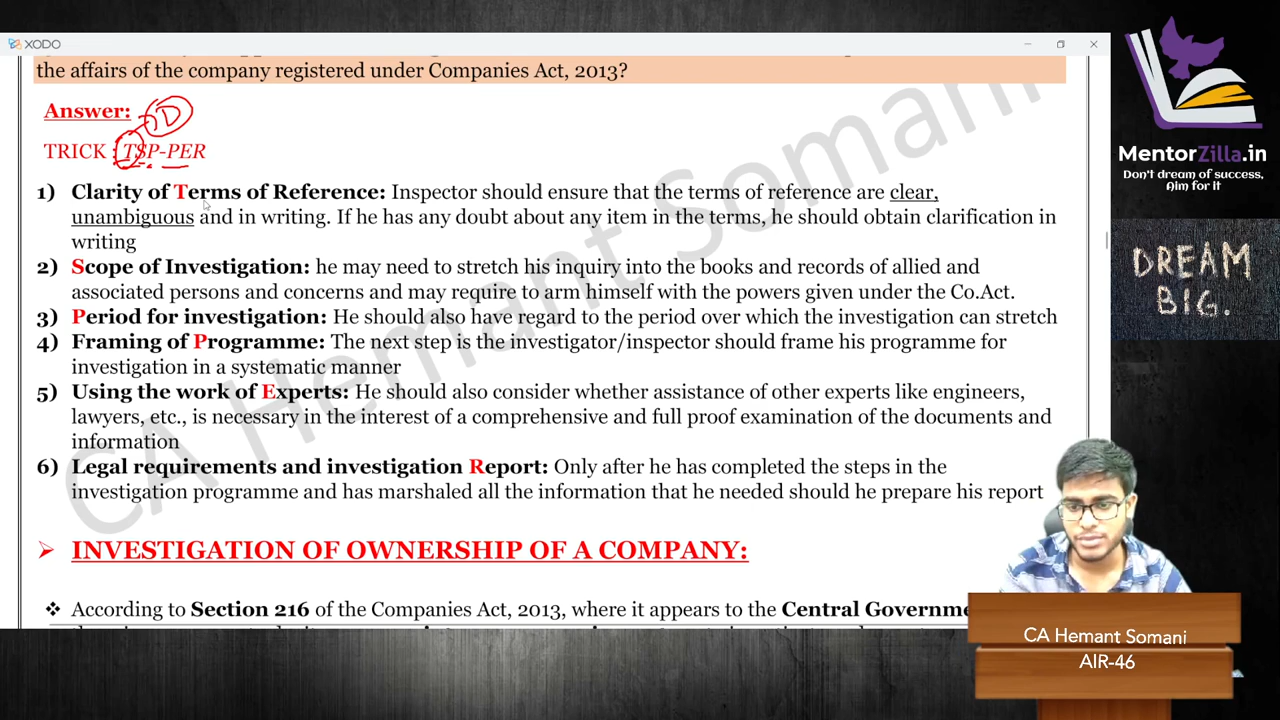 XODO
the affairs of the company registered under Companies Act, 2013?
Answer:
D
TRICK : TSP-PER
1) Clarity of Terms of Reference: Inspector should ensure that the terms of reference are clear,
unambiguous and in writing. If he has any doubt about any item in the terms, he should obtain clarification in
writing
2) Scope of Investigation: he may need to stretch his inquiry into the books and records of allied and
associated persons and concerns and may require to arm himself with the powers given under the Co.Act.
3) Period for investigation: He should also have regard to the period over which the investigation can stretch
4) Framing of Programme: The next step is the investigator/inspector should frame his programme for
investigation in a systematic manner
5) Using the work of Experts: He should also consider whether assistance of other experts like engineers,
lawyers, etc., is necessary in the interest of a comprehensive and full proof examination of the documents and
information
6) Legal requirements and investigation Report: Only after he has completed the steps in the
investigation programme and has marshaled all the information that he needed should he prepare his report
➢ INVESTIGATION OF OWNERSHIP OF A COMPANY:
❖ According to Section 216 of the Companies Act, 2013, where it appears to the Central Governme
CA Hemant Somani
MentorZilla.in
Don't dream of success,
Aim for it
DREAM
BIG.
CA Hemant Somani
AIR-46